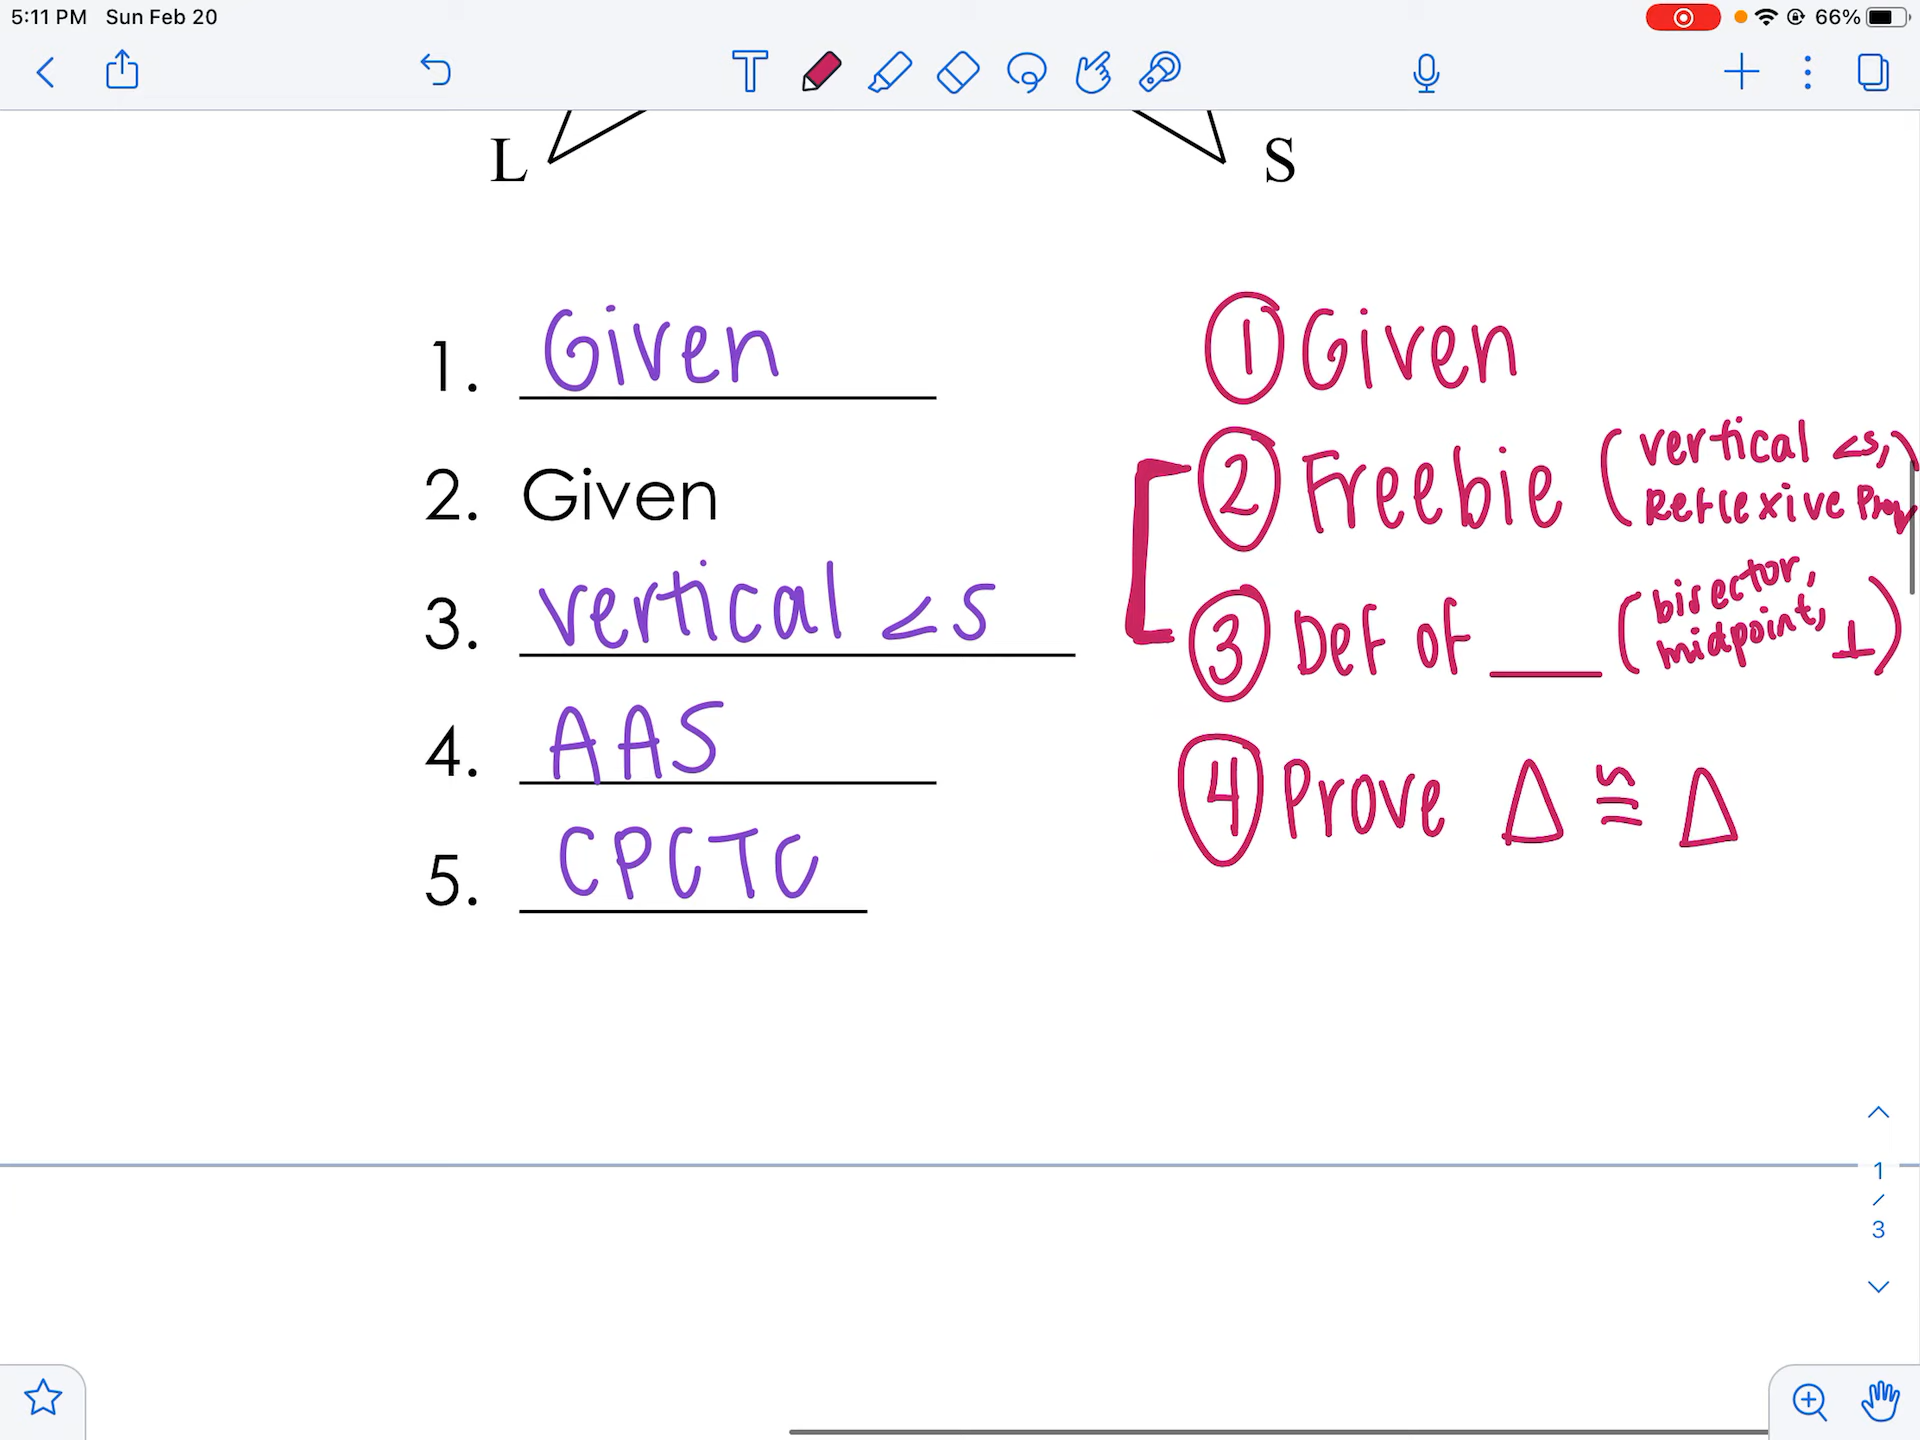 5:11 PM Sun Feb 20
66%
T
L
S
1. Given
2. Given
3. vertical ∠s
4. AAS
5. CPCTC
① Given
② Freebie (vertical ∠s,
Reflexive Prop)
③ Def of ___ (bisector,
midpoint, ⊥)
④ Prove Δ ≅ Δ
1
/
3